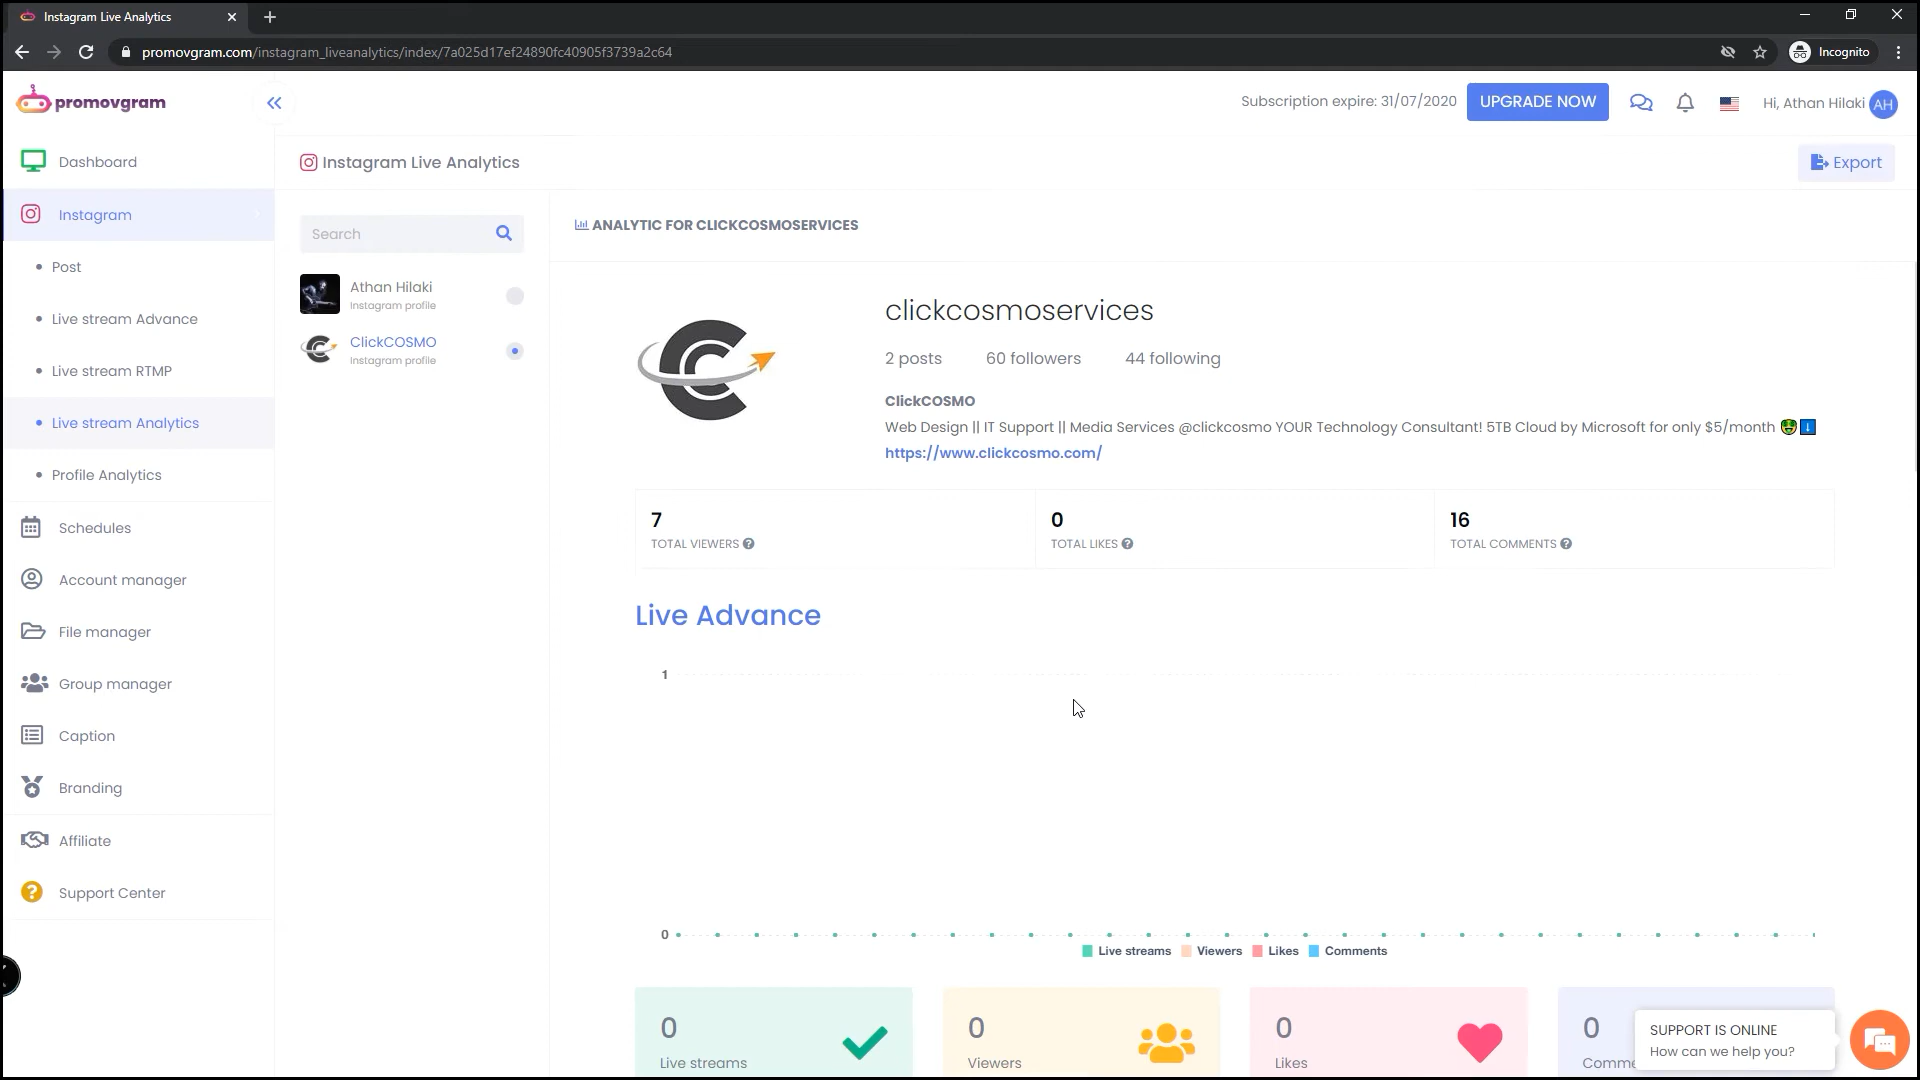 Instagram Live Analytics
promovgram.com/instagram_liveanalytics/index/7a025d17ef24890fc40905f3739a2c64
Incognito
promovgram
Subscription expire: 31/07/2020
UPGRADE NOW
Hi, Athan Hilaki
AH
Dashboard
Instagram
Post
Live stream Advance
Live stream RTMP
Live stream Analytics
Profile Analytics
Schedules
Account manager
File manager
Group manager
Caption
Branding
Affiliate
Support Center
Instagram Live Analytics
Export
Search
Athan Hilaki
Instagram profile
ClickCOSMO
Instagram profile
ANALYTIC FOR CLICKCOSMOSERVICES
clickcosmoservices
2 posts 60 followers 44 following
ClickCOSMO
Web Design || IT Support || Media Services @clickcosmo YOUR Technology Consultant! 5TB Cloud by Microsoft for only $5/month 🤑⬇️
https://www.clickcosmo.com/
7
TOTAL VIEWERS
0
TOTAL LIKES
16
TOTAL COMMENTS
Live Advance
1
0
Live streams Viewers Likes Comments
0
Live streams
0
Viewers
0
Likes
0
Comme
SUPPORT IS ONLINE
How can we help you?